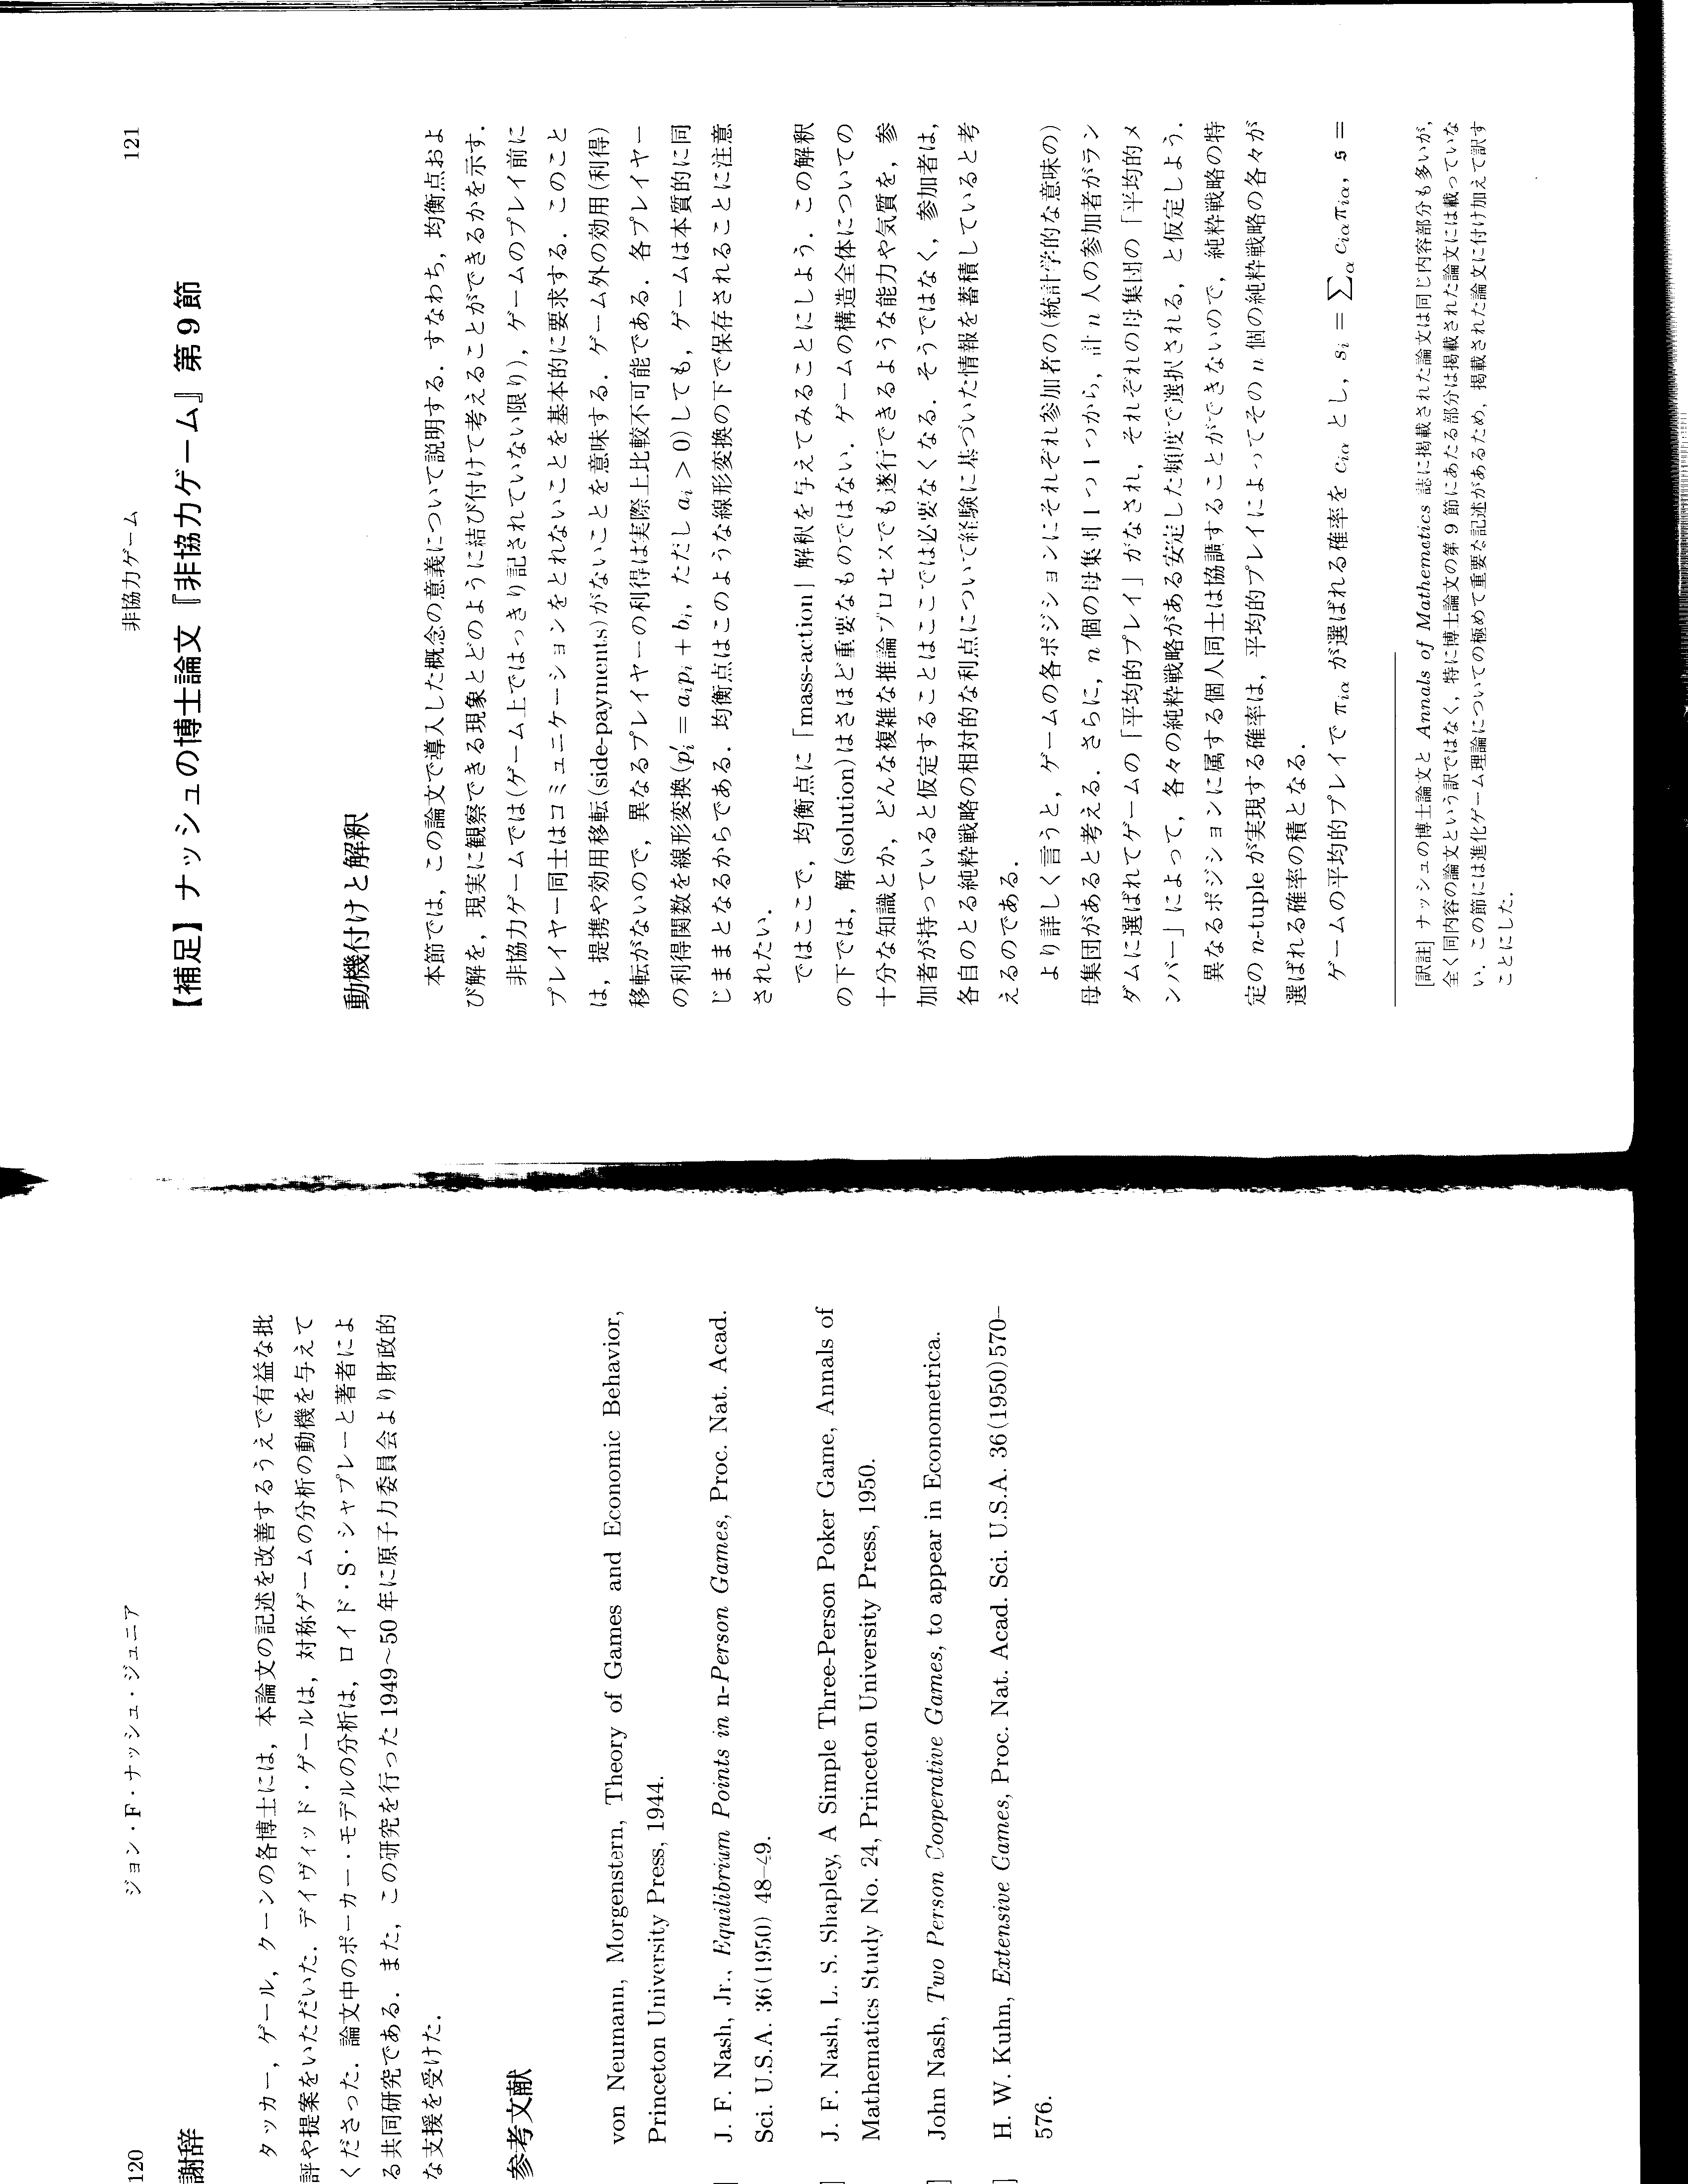 120
ジョン・F・ナッシュ・ジュニア
謝辞
タッカー，ゲール，クーンの各博士には，本論文の記述を改善するうえで有益な批
評や提案をいただいた．デイヴィッド・ゲールは，対称ゲームの分析の動機を与えて
くださった．論文中のポーカー・モデルの分析は，ロイド・S・シャプレーと著者によ
る共同研究である．また，この研究を行った 1949~50 年に原子力委員会より財政的
な支援を受けた．
参考文献
von Neumann, Morgenstern, Theory of Games and Economic Behavior,
Princeton University Press, 1944.
] J. F. Nash, Jr., Equilibrium Points in n-Person Games, Proc. Nat. Acad.
Sci. U.S.A. 36(1950) 48–49.
] J. F. Nash, L. S. Shapley, A Simple Three-Person Poker Game, Annals of
Mathematics Study No. 24, Princeton University Press, 1950.
] John Nash, Two Person Cooperative Games, to appear in Econometrica.
] H. W. Kuhn, Extensive Games, Proc. Nat. Acad. Sci. U.S.A. 36(1950)570–
576.
非協力ゲーム
121
【補足】ナッシュの博士論文『非協力ゲーム』第 9 節
動機付けと解釈
本節では，この論文で導入した概念の意義について説明する．すなわち，均衡点およ
び解を，現実に観察できる現象とどのように結び付けて考えることができるかを示す．
非協力ゲームでは(ゲーム上ではっきり記されていない限り)，ゲームのプレイ前に
プレイヤー同士はコミュニケーションをとれないことを基本的に要求する．このこと
は，提携や効用移転(side-payments)がないことを意味する．ゲーム外の効用(利得)
移転がないので，異なるプレイヤーの利得は実際上比較不可能である．各プレイヤー
の利得関数を線形変換(p′i = aipi + bi，ただし ai > 0)しても，ゲームは本質的に同
じままとなるからである．均衡点はこのような線形変換の下で保存されることに注意
されたい．
ではここで，均衡点に「mass-action」解釈を与えてみることにしよう．この解釈
の下では，解(solution)はさほど重要なものではない．ゲームの構造全体についての
十分な知識とか，どんな複雑な推論プロセスでも遂行できるような能力や気質を，参
加者が持っていると仮定することはここでは必要なくなる．そうではなく，参加者は，
各自のとる純粋戦略の相対的な利点について経験に基づいた情報を蓄積していると考
えるのである．
より詳しく言うと，ゲームの各ポジションにそれぞれ参加者の(統計学的な意味の)
母集団があると考える．さらに，n 個の母集団 1 つ 1 つから，計 n 人の参加者がラン
ダムに選ばれてゲームの「平均的プレイ」がなされ，それぞれの母集団の「平均的メ
ンバー」によって，各々の純粋戦略がある安定した頻度で選択される，と仮定しよう．
異なるポジションに属する個人同士は協調することができないので，純粋戦略の特
定の n-tuple が実現する確率は，平均的プレイによってその n 個の純粋戦略の各々が
選ばれる確率の積となる．
ゲームの平均的プレイで πiα が選ばれる確率を ciα とし，si = ∑α ciαπiα, 𝔰 =
[訳註] ナッシュの博士論文と Annals of Mathematics 誌に掲載された論文は同じ内容部分も多いが，
全く同内容の論文という訳ではなく，特に博士論文の第 9 節にあたる部分は掲載された論文には載っていな
い．この節には進化ゲーム理論についての極めて重要な記述があるため，掲載された論文に付け加えて訳す
ことにした．